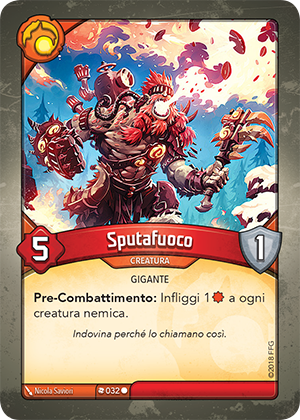 5
Sputafuoco
1
CREATURA
GIGANTE
Pre-Combattimento: Infliggi 1 a ogni
creatura nemica.
Indovina perché lo chiamano così.
©2018 FFG
Nicola Saviori
032